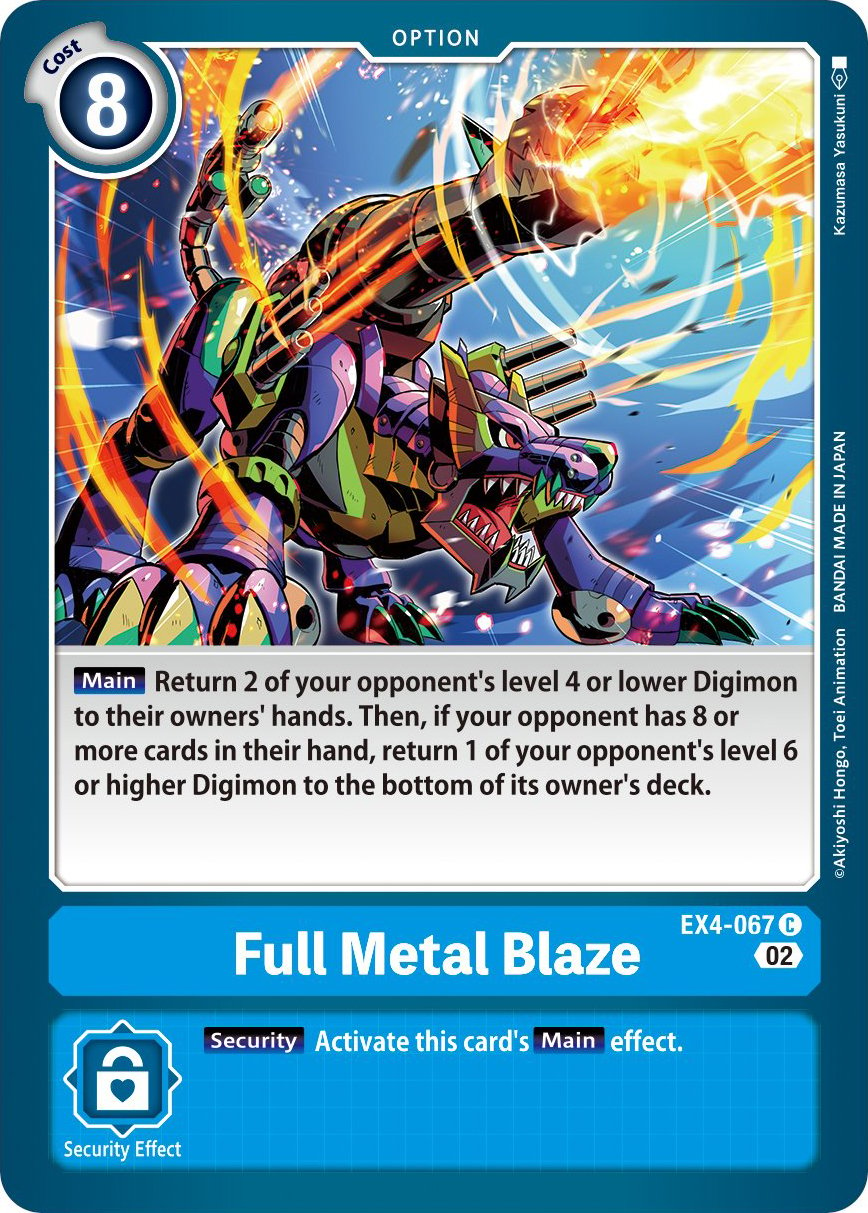 OPTION
Cost
8
Kazumasa Yasukuni
Main Return 2 of your opponent's level 4 or lower Digimon
to their owners' hands. Then, if your opponent has 8 or
more cards in their hand, return 1 of your opponent's level 6
or higher Digimon to the bottom of its owner's deck.
©Akiyoshi Hongo, Toei Animation BANDAI MADE IN JAPAN
EX4-067 C
Full Metal Blaze
02
Security Activate this card's Main effect.
Security Effect